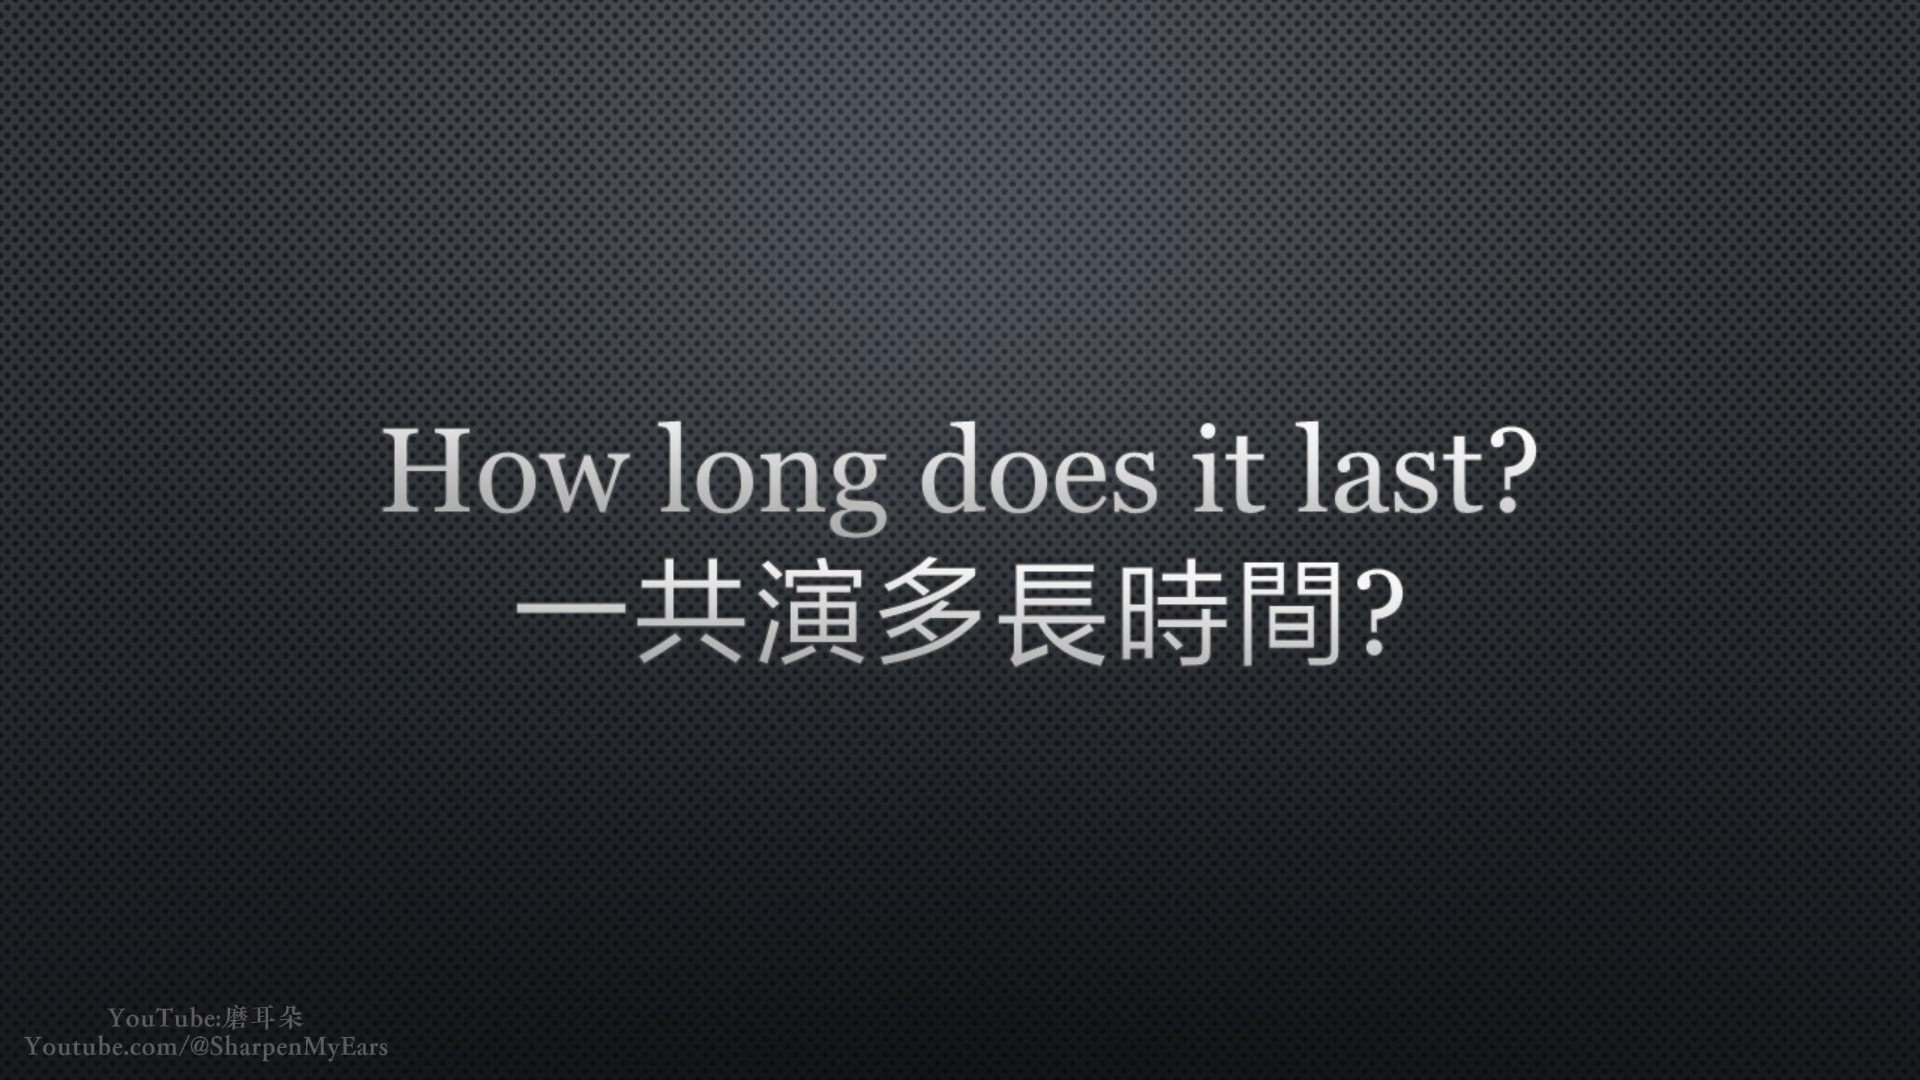 How long does it last?
一共演多長時間?
YouTube:磨耳朵
Youtube.com/@SharpenMyEars